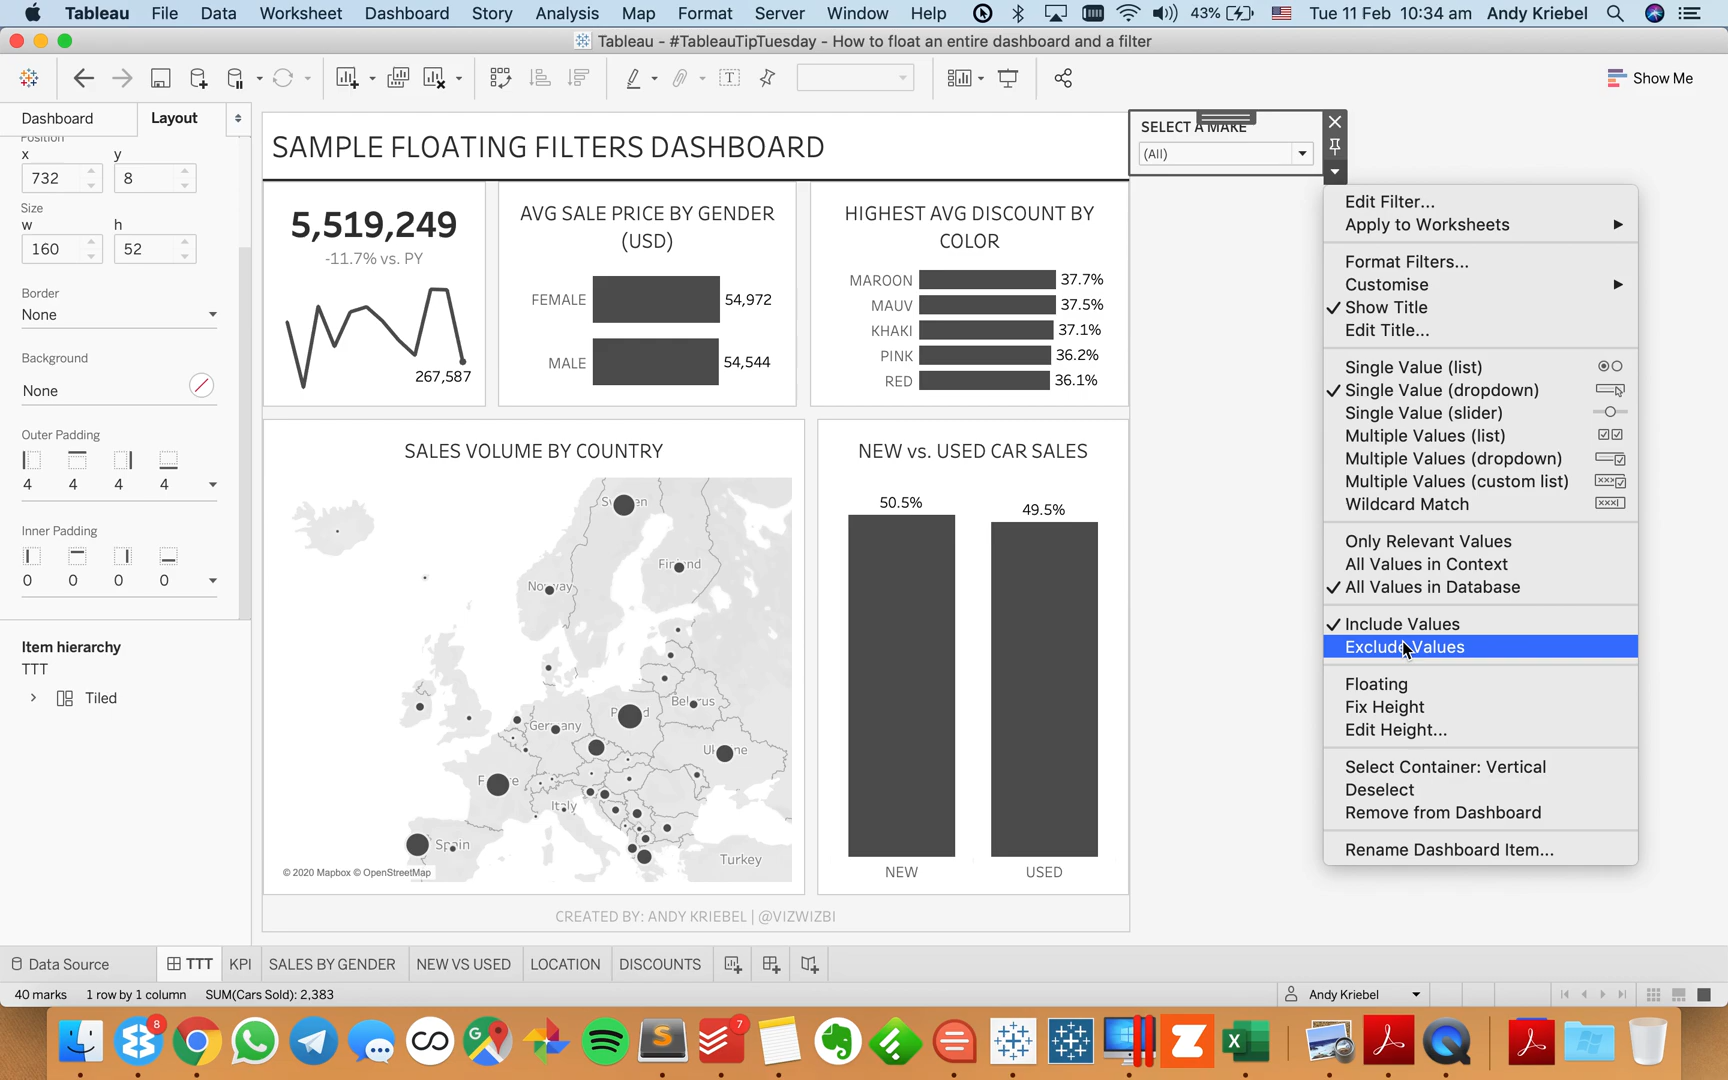 Tableau File Data Worksheet Dashboard Story Analysis Map Format Server Window Help 43% Tue 11 Feb 10:34 am Andy Kriebel
Tableau - #TableauTipTuesday - How to float an entire dashboard and a filter
Show Me
Dashboard Layout
Position
x y
732 8
Size
w h
160 52
Border
None
Background
None
Outer Padding
4 4 4 4
Inner Padding
0 0 0 0
Item hierarchy
TTT
Tiled
SAMPLE FLOATING FILTERS DASHBOARD
SELECT A MAKE
(All)
5,519,249
-11.7% vs. PY
267,587
AVG SALE PRICE BY GENDER
(USD)
FEMALE 54,972
MALE 54,544
HIGHEST AVG DISCOUNT BY
COLOR
MAROON 37.7%
MAUV 37.5%
KHAKI 37.1%
PINK 36.2%
RED 36.1%
SALES VOLUME BY COUNTRY
Sweden
Finland
Norway
Belarus
Poland
Germany
Ukraine
France
Italy
Spain
Turkey
© 2020 Mapbox © OpenStreetMap
NEW vs. USED CAR SALES
50.5%
49.5%
NEW USED
CREATED BY: ANDY KRIEBEL | @VIZWIZBI
Edit Filter...
Apply to Worksheets
Format Filters...
Customise
Show Title
Edit Title...
Single Value (list)
Single Value (dropdown)
Single Value (slider)
Multiple Values (list)
Multiple Values (dropdown)
Multiple Values (custom list)
Wildcard Match
Only Relevant Values
All Values in Context
All Values in Database
Include Values
Exclude Values
Floating
Fix Height
Edit Height...
Select Container: Vertical
Deselect
Remove from Dashboard
Rename Dashboard Item...
Data Source TTT KPI SALES BY GENDER NEW VS USED LOCATION DISCOUNTS
40 marks 1 row by 1 column SUM(Cars Sold): 2,383 Andy Kriebel
8 7